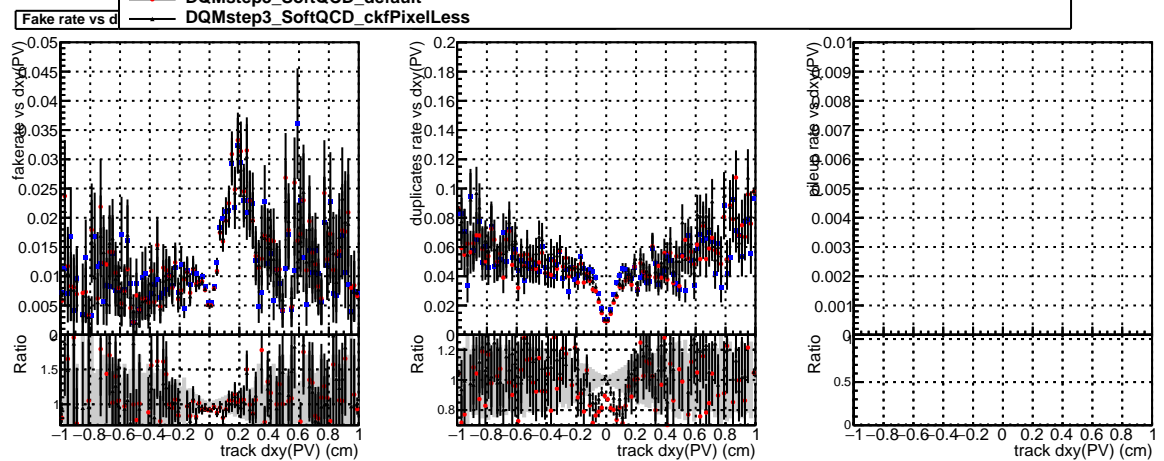 DQMstep3_SoftQCD_default
DQMstep3_SoftQCD_ckfPixelLess
Fake rate vs d
fakerate vs dxy(PV)
0.05
0.045
0.04
0.035
0.03
0.025
0.02
0.015
0.01
0.005
0
Ratio
1.5
1
−1 −0.8 −0.6 −0.4 −0.2 0 0.2 0.4 0.6 0.8 1
track dxy(PV) (cm)
duplicates rate vs dxy(PV)
0.2
0.18
0.16
0.14
0.12
0.1
0.08
0.06
0.04
0.02
0
Ratio
1.2
1
0.8
−1 −0.8 −0.6 −0.4 −0.2 0 0.2 0.4 0.6 0.8 1
track dxy(PV) (cm)
pileup rate vs dxy(PV)
0.01
0.009
0.008
0.007
0.006
0.005
0.004
0.003
0.002
0.001
0
Ratio
1
0.5
0
−1 −0.8 −0.6 −0.4 −0.2 0 0.2 0.4 0.6 0.8 1
track dxy(PV) (cm)